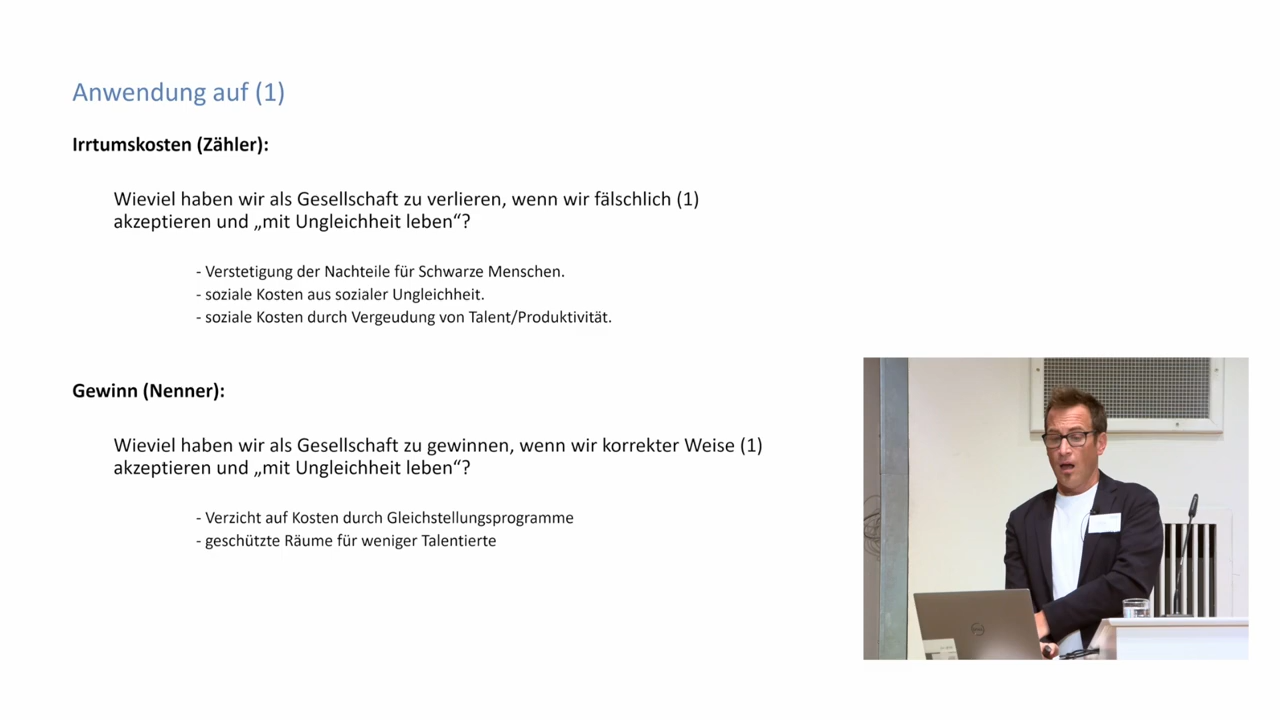 Anwendung auf (1)
Irrtumskosten (Zähler):
Wieviel haben wir als Gesellschaft zu verlieren, wenn wir fälschlich (1)
akzeptieren und „mit Ungleichheit leben“?
- Verstetigung der Nachteile für Schwarze Menschen.
- soziale Kosten aus sozialer Ungleichheit.
- soziale Kosten durch Vergeudung von Talent/Produktivität.
Gewinn (Nenner):
Wieviel haben wir als Gesellschaft zu gewinnen, wenn wir korrekter Weise (1)
akzeptieren und „mit Ungleichheit leben“?
- Verzicht auf Kosten durch Gleichstellungsprogramme
- geschützte Räume für weniger Talentierte